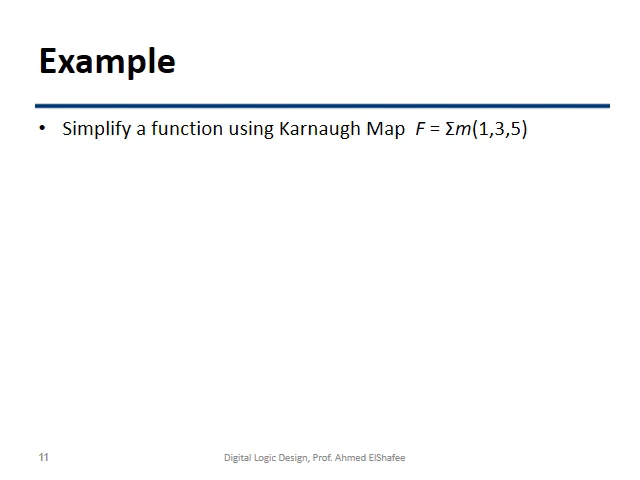 Example
• Simplify a function using Karnaugh Map F = Σm(1,3,5)
11
Digital Logic Design, Prof. Ahmed ElShafee